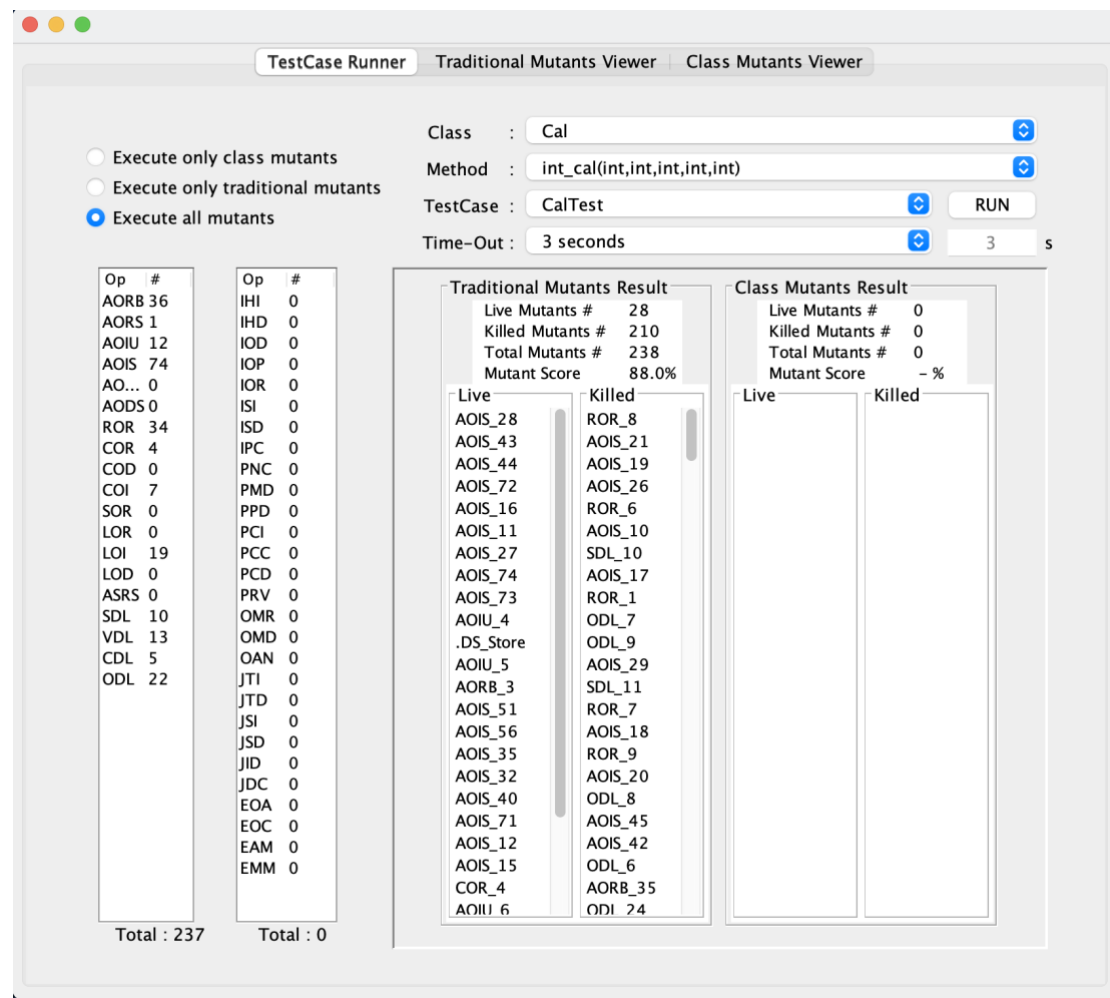 TestCase Runner Traditional Mutants Viewer Class Mutants Viewer
Class : Cal
Execute only class mutants
Method : int_cal(int,int,int,int,int)
Execute only traditional mutants
TestCase : CalTest RUN
Execute all mutants
Time-Out : 3 seconds 3 s
Op #
AORB 36
AORS 1
AOIU 12
AOIS 74
AO... 0
AODS 0
ROR 34
COR 4
COD 0
COI 7
SOR 0
LOR 0
LOI 19
LOD 0
ASRS 0
SDL 10
VDL 13
CDL 5
ODL 22
Total : 237
Op #
IHI 0
IHD 0
IOD 0
IOP 0
IOR 0
ISI 0
ISD 0
IPC 0
PNC 0
PMD 0
PPD 0
PCI 0
PCC 0
PCD 0
PRV 0
OMR 0
OMD 0
OAN 0
JTI 0
JTD 0
JSI 0
JSD 0
JID 0
JDC 0
EOA 0
EOC 0
EAM 0
EMM 0
Total : 0
Traditional Mutants Result
Live Mutants # 28
Killed Mutants # 210
Total Mutants # 238
Mutant Score 88.0%
Live
AOIS_28
AOIS_43
AOIS_44
AOIS_72
AOIS_16
AOIS_11
AOIS_27
AOIS_74
AOIS_73
AOIU_4
.DS_Store
AOIU_5
AORB_3
AOIS_51
AOIS_56
AOIS_35
AOIS_32
AOIS_40
AOIS_71
AOIS_12
AOIS_15
COR_4
AOIU_6
Killed
ROR_8
AOIS_21
AOIS_19
AOIS_26
ROR_6
AOIS_10
SDL_10
AOIS_17
ROR_1
ODL_7
ODL_9
AOIS_29
SDL_11
ROR_7
AOIS_18
ROR_9
AOIS_20
ODL_8
AOIS_45
AOIS_42
ODL_6
AORB_35
ODL_24
Class Mutants Result
Live Mutants # 0
Killed Mutants # 0
Total Mutants # 0
Mutant Score - %
Live
Killed